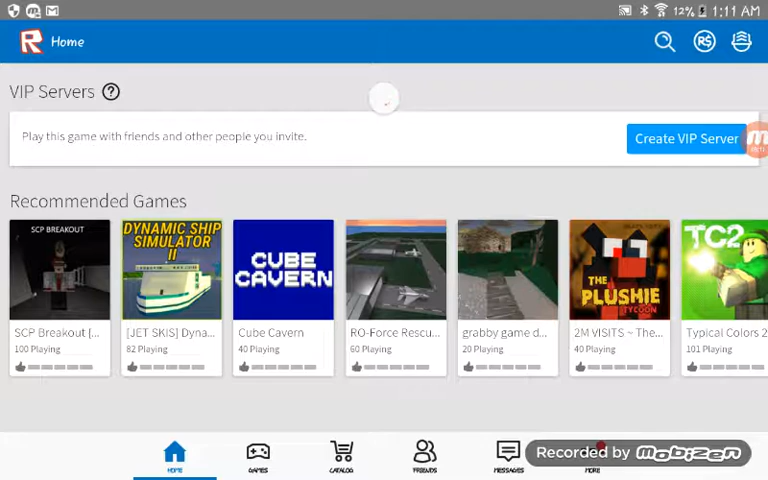 12% 1:11 AM
R Home R$
VIP Servers ?
Play this game with friends and other people you invite.
Create VIP Server
Recommended Games
SCP BREAKOUT
DYNAMIC SHIP
SIMULATOR
II
CUBE
CAVERN
THE
PLUSHIE
TYCOON
TC2
SCP Breakout [...
[JET SKIS] Dyna...
Cube Cavern
RO-Force Rescu...
grabby game d...
2M VISITS ~ The...
Typical Colors 2
100 Playing
82 Playing
40 Playing
60 Playing
20 Playing
40 Playing
101 Playing
HOME
GAMES
CATALOG
FRIENDS
MESSAGES
MORE
Recorded by mobizen